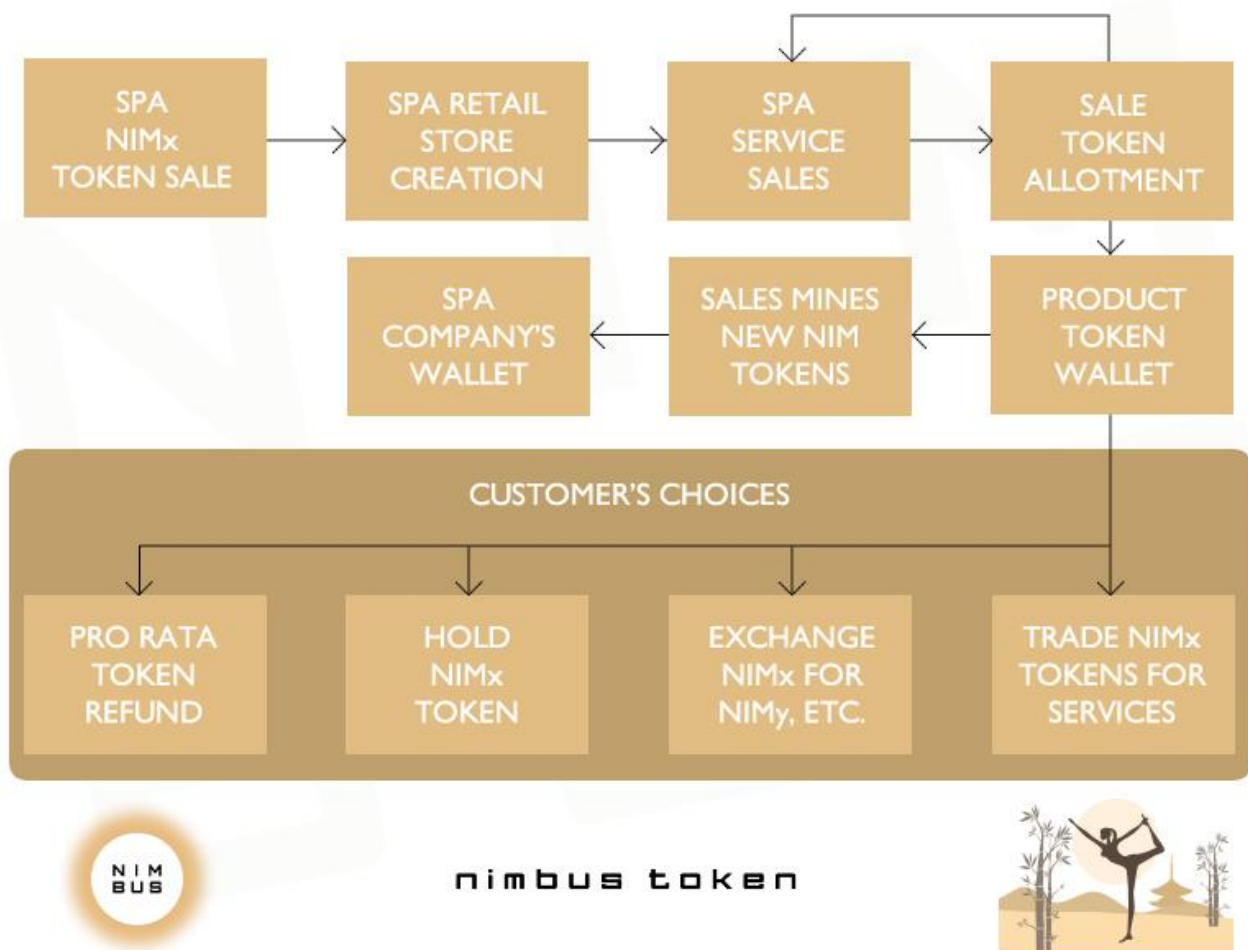 SPA
NIMx
TOKEN SALE
SPA RETAIL
STORE
CREATION
SPA
SERVICE
SALES
SALE
TOKEN
ALLOTMENT
SPA
COMPANY'S
WALLET
SALES MINES
NEW NIM
TOKENS
PRODUCT
TOKEN
WALLET
CUSTOMER'S CHOICES
PRO RATA
TOKEN
REFUND
HOLD
NIMx
TOKEN
EXCHANGE
NIMx FOR
NIMy, ETC.
TRADE NIMx
TOKENS FOR
SERVICES
NIM
BUS
nimbus token